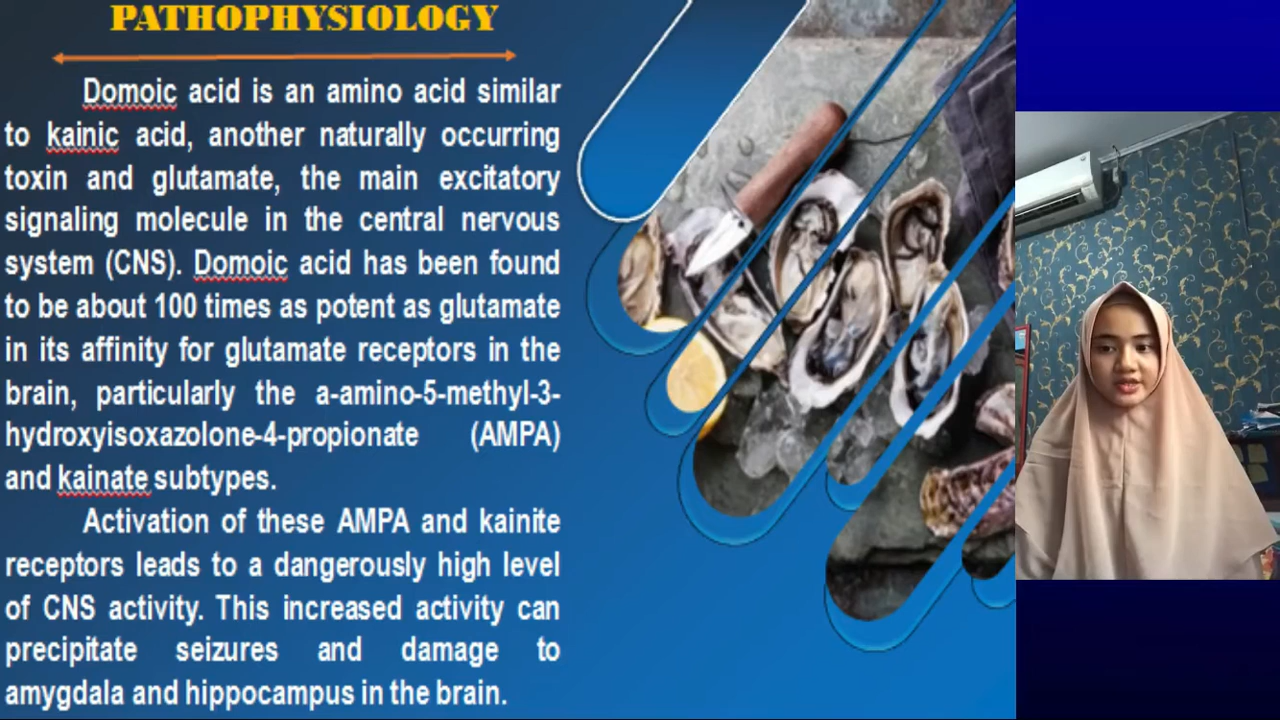 PATHOPHYSIOLOGY
Domoic acid is an amino acid similar
to kainic acid, another naturally occurring
toxin and glutamate, the main excitatory
signaling molecule in the central nervous
system (CNS). Domoic acid has been found
to be about 100 times as potent as glutamate
in its affinity for glutamate receptors in the
brain, particularly the a-amino-5-methyl-3-
hydroxyisoxazolone-4-propionate (AMPA)
and kainate subtypes.
Activation of these AMPA and kainite
receptors leads to a dangerously high level
of CNS activity. This increased activity can
precipitate seizures and damage to
amygdala and hippocampus in the brain.